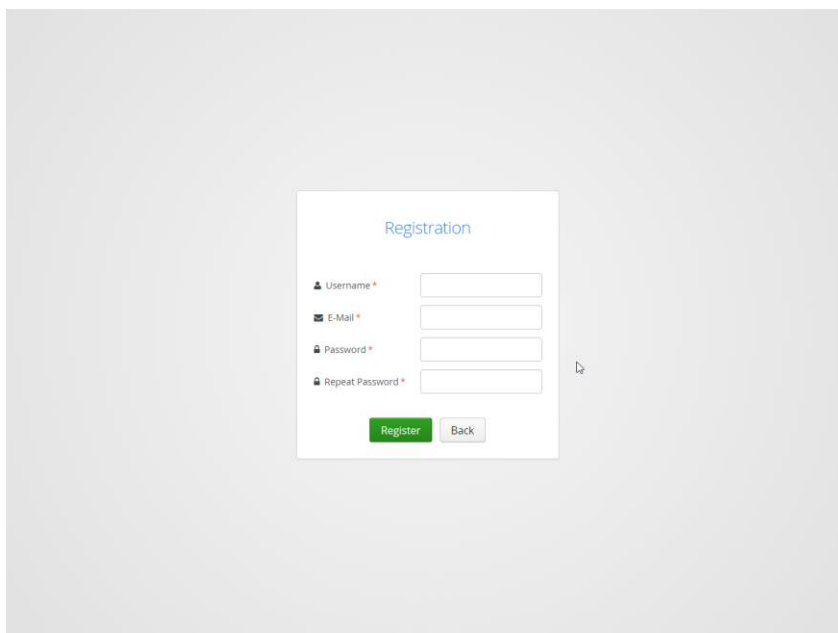 Registration
Username *
E-Mail *
Password *
Repeat Password *
Register Back